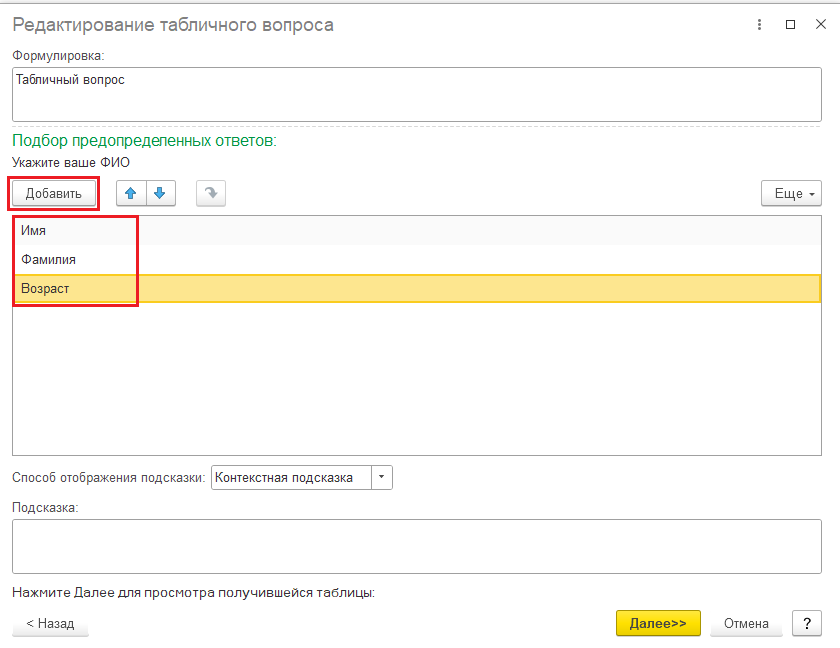 Редактирование табличного вопроса
Формулировка:
Табличный вопрос
Подбор предопределенных ответов:
Укажите ваше ФИО
Добавить Еще
Имя
Фамилия
Возраст
Способ отображения подсказки: Контекстная подсказка
Подсказка:
Нажмите Далее для просмотра получившейся таблицы:
< Назад Далее>> Отмена ?